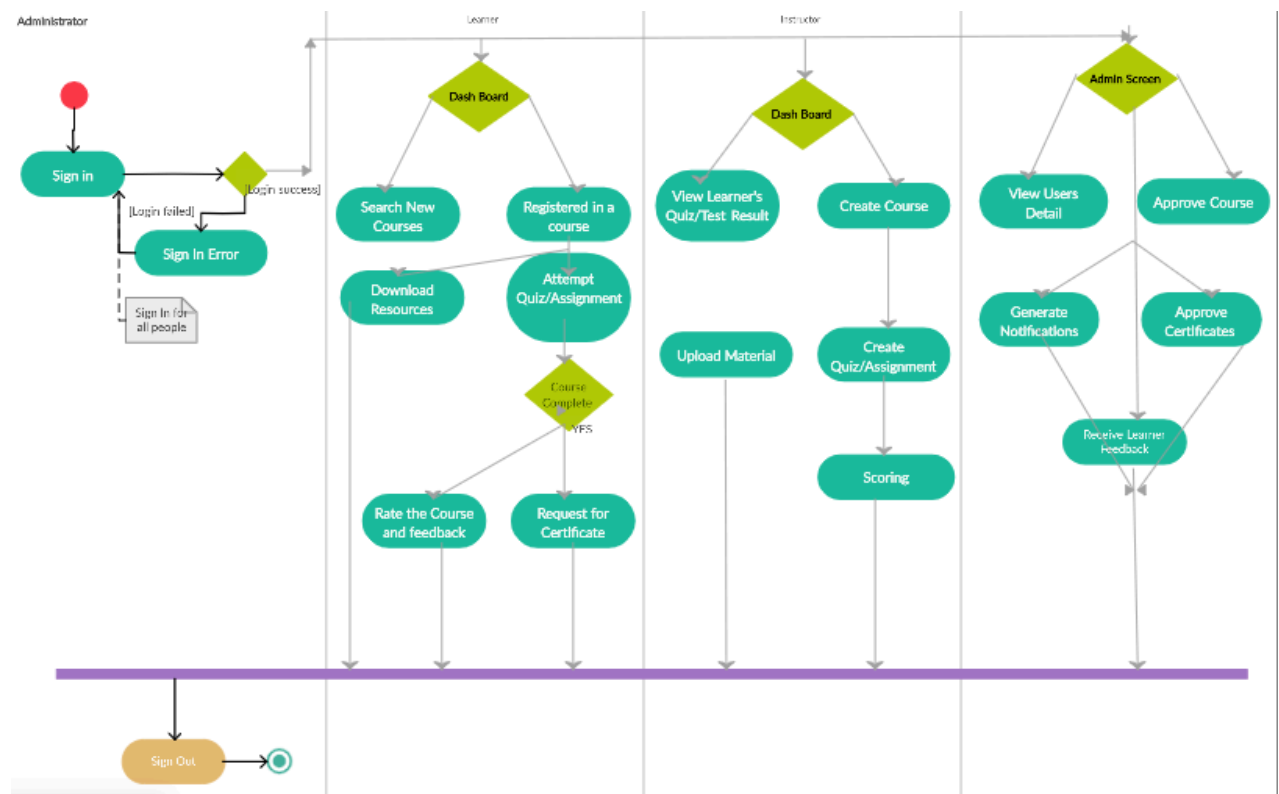 Administrator
Learner
Instructor
Sign in
[Login success]
[Login failed]
Sign In Error
Sign In for
all people
Dash Board
Search New
Courses
Registered in a
course
Download
Resources
Attempt
Quiz/Assignment
Course
Complete
YES
Rate the Course
and feedback
Request for
Certificate
Dash Board
View Learner's
Quiz/Test Result
Create Course
Upload Material
Create
Quiz/Assignment
Scoring
Admin Screen
View Users
Detail
Approve Course
Generate
Notifications
Approve
Certificates
Receive Learner
Feedback
Sign Out